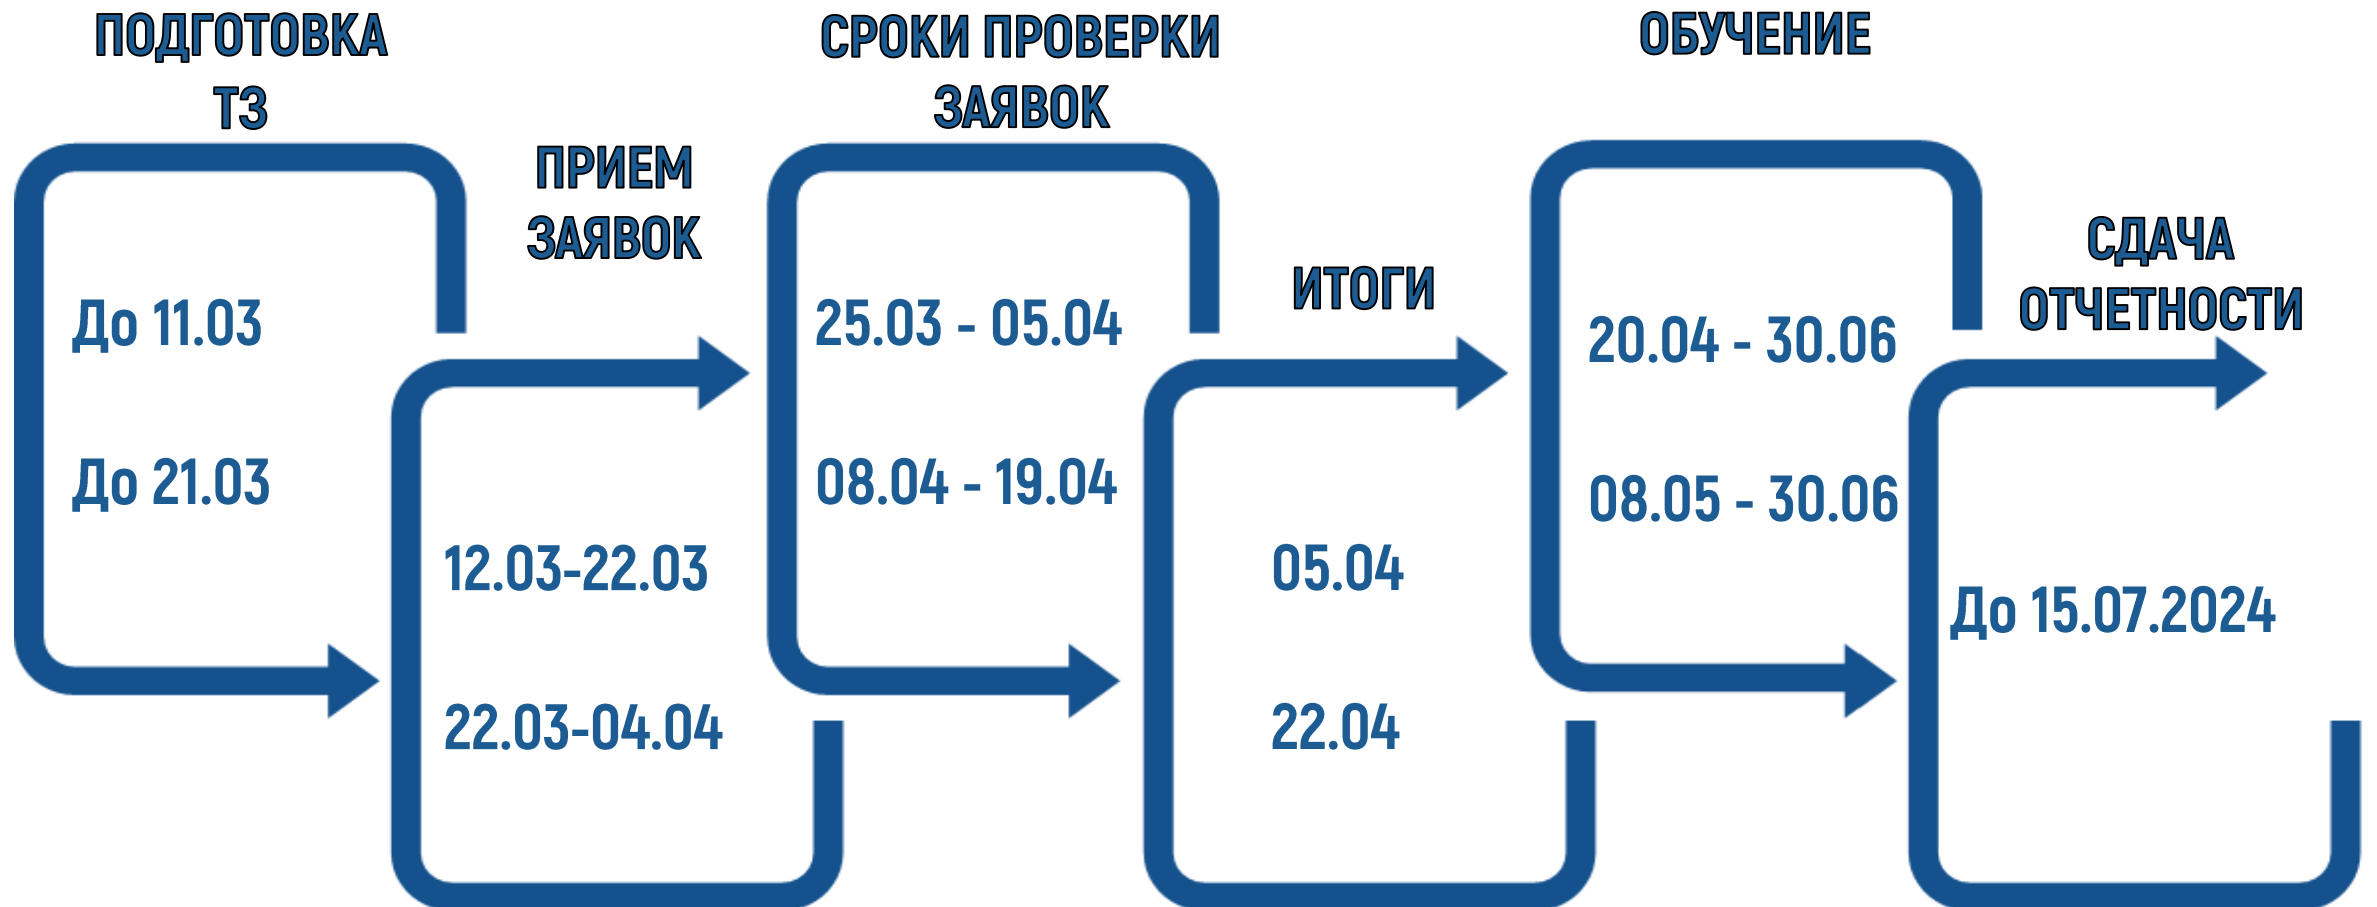 ПОДГОТОВКА
ТЗ
До 11.03
До 21.03
ПРИЕМ
ЗАЯВОК
12.03-22.03
22.03-04.04
СРОКИ ПРОВЕРКИ
ЗАЯВОК
25.03 - 05.04
08.04 - 19.04
ИТОГИ
05.04
22.04
ОБУЧЕНИЕ
20.04 - 30.06
08.05 - 30.06
СДАЧА
ОТЧЕТНОСТИ
До 15.07.2024